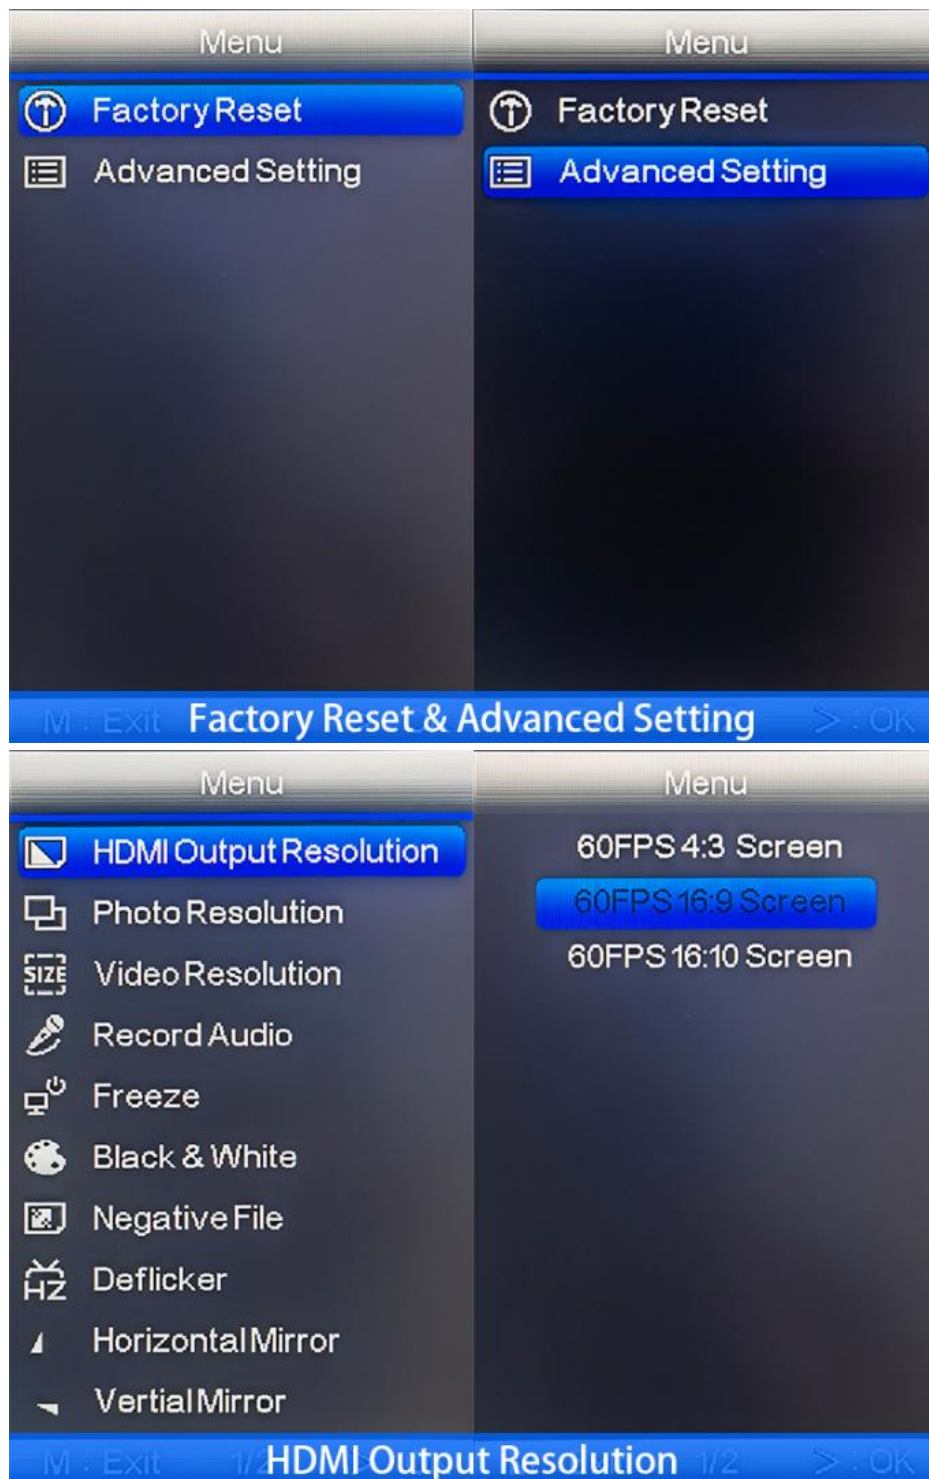 Menu
Factory Reset
Advanced Setting
Menu
Factory Reset
Advanced Setting
M : Exit Factory Reset & Advanced Setting > : OK
Menu
HDMI Output Resolution
Photo Resolution
Video Resolution
Record Audio
Freeze
Black & White
SIZE
Negative File
HZ
Deflicker
Horizontal Mirror
Vertial Mirror
Menu
60FPS 4:3 Screen
60FPS 16:9 Screen
60FPS 16:10 Screen
M : Exit HDMI Output Resolution 1/2 > : OK